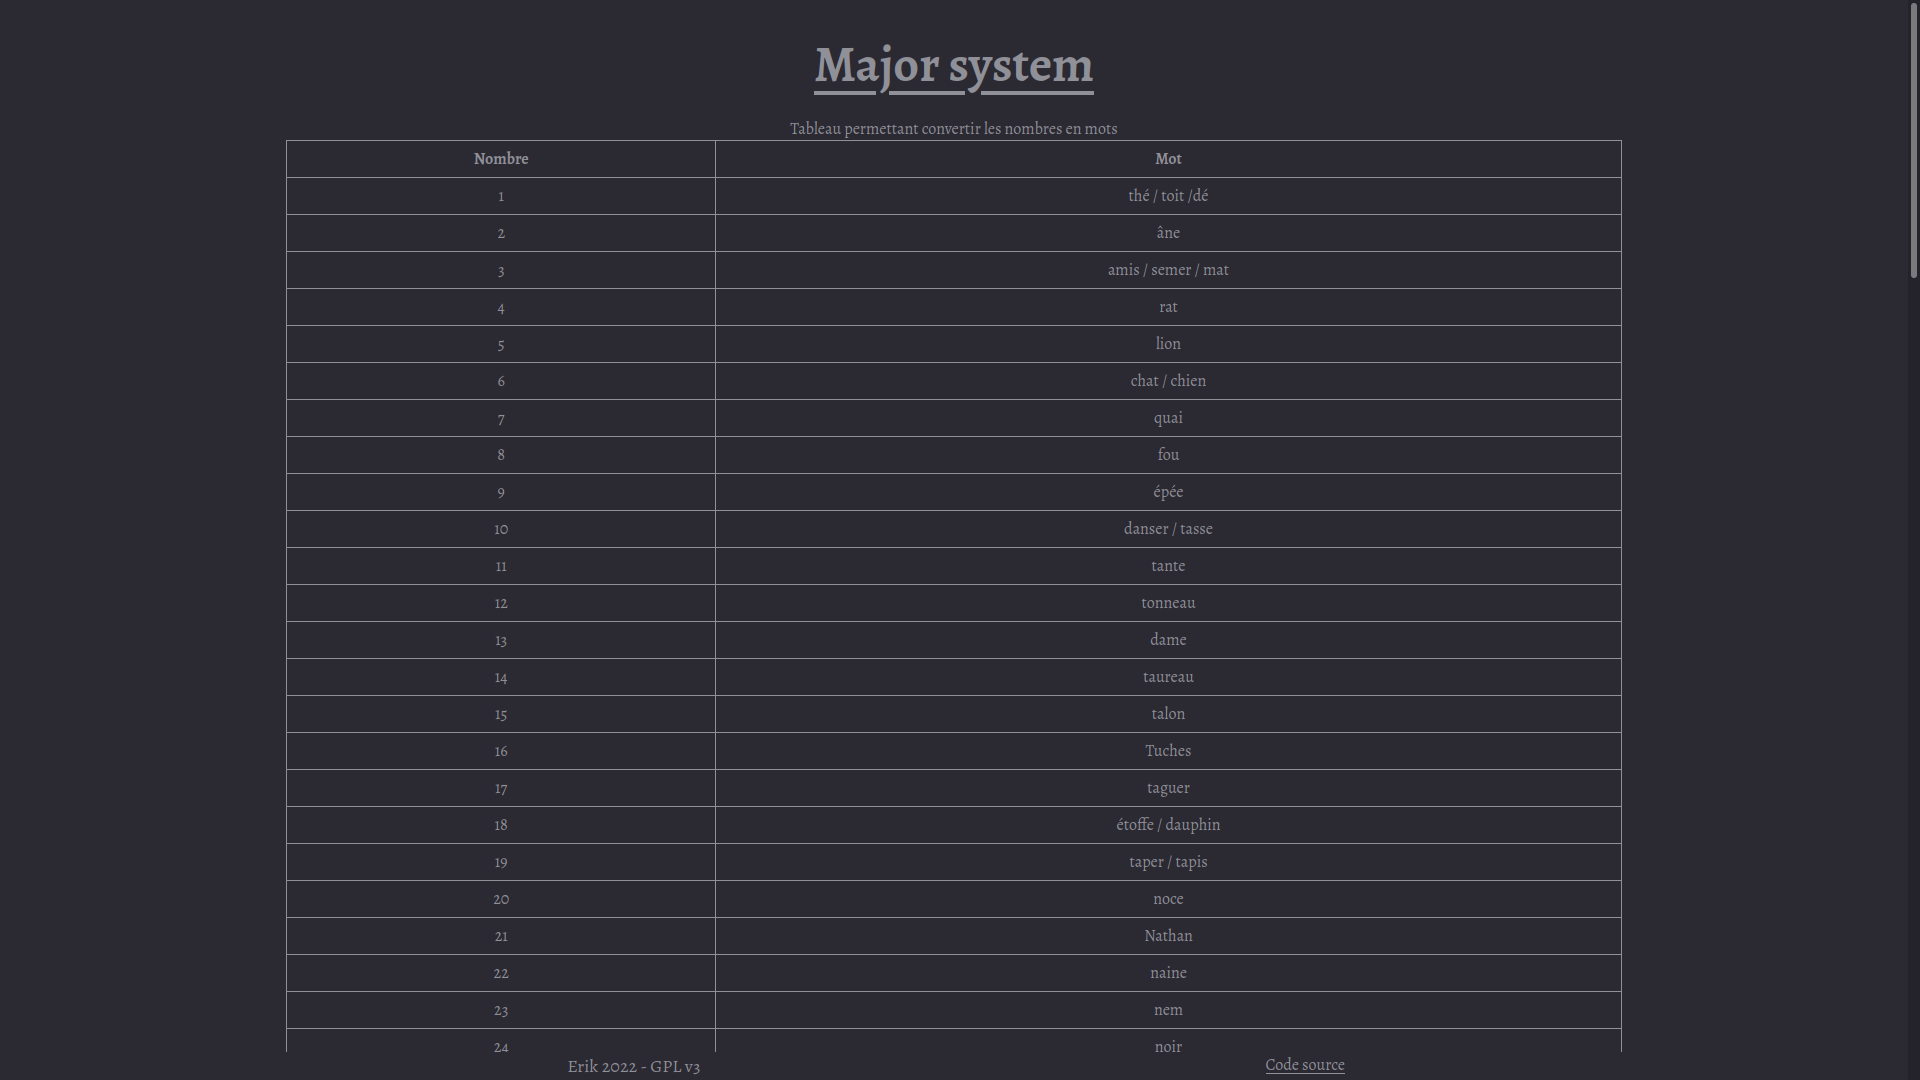 Major system
Tableau permettant convertir les nombres en mots
Nombre Mot
1 thé / toit /dé
2 âne
3 amis / semer / mat
4 rat
5 lion
6 chat / chien
7 quai
8 fou
9 épée
10 danser / tasse
11 tante
12 tonneau
13 dame
14 taureau
15 talon
16 Tuches
17 taguer
18 étoffe / dauphin
19 taper / tapis
20 noce
21 Nathan
22 naine
23 nem
24 noir
Erik 2022 - GPL v3 Code source